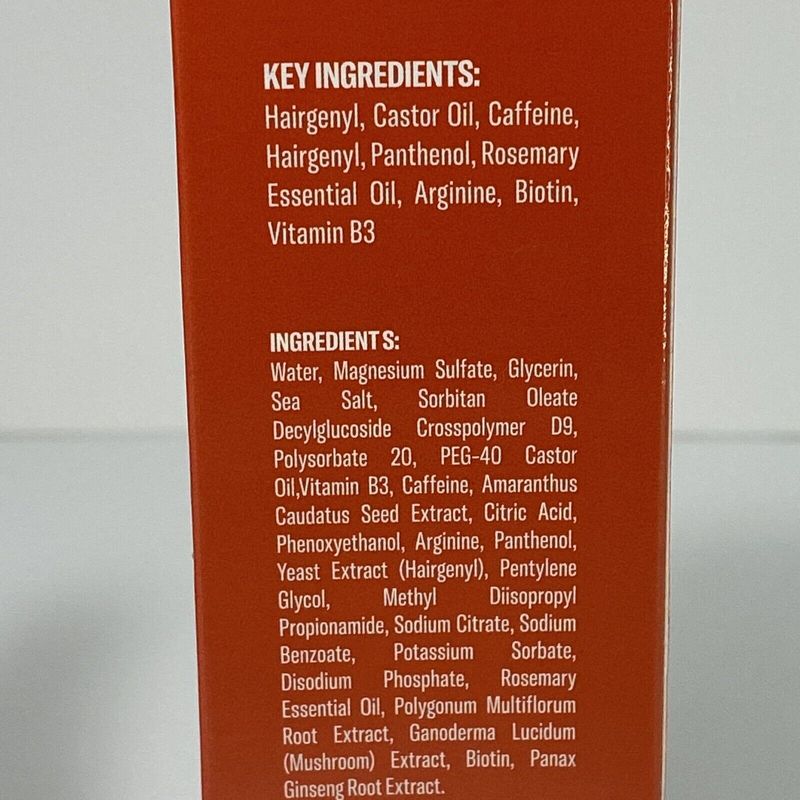 KEY INGREDIENTS:
Hairgenyl, Castor Oil, Caffeine,
Hairgenyl, Panthenol, Rosemary
Essential Oil, Arginine, Biotin,
Vitamin B3
INGREDIENT S:
Water, Magnesium Sulfate, Glycerin,
Sea Salt, Sorbitan Oleate
Decylglucoside Crosspolymer D9,
Polysorbate 20, PEG-40 Castor
Oil,Vitamin B3, Caffeine, Amaranthus
Caudatus Seed Extract, Citric Acid,
Phenoxyethanol, Arginine, Panthenol,
Yeast Extract (Hairgenyl), Pentylene
Glycol, Methyl Diisopropyl
Propionamide, Sodium Citrate, Sodium
Benzoate, Potassium Sorbate,
Disodium Phosphate, Rosemary
Essential Oil, Polygonum Multiflorum
Root Extract, Ganoderma Lucidum
(Mushroom) Extract, Biotin, Panax
Ginseng Root Extract.